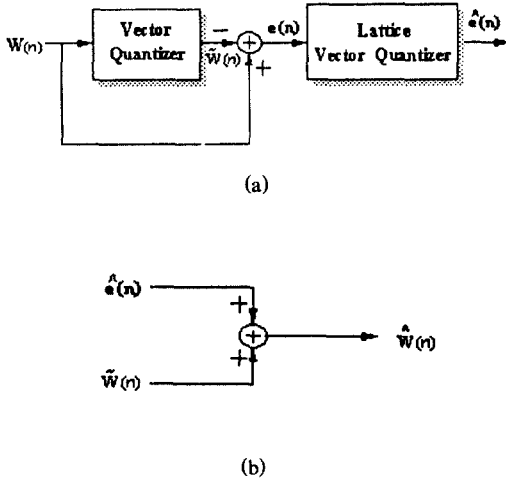 W(n)
Vector
Quantizer
−
W̃(n)
+
+
e(n)
Lattice
Vector Quantizer
ê(n)
(a)
ê(n)
+
+
+
W̃(n)
Ŵ(n)
(b)